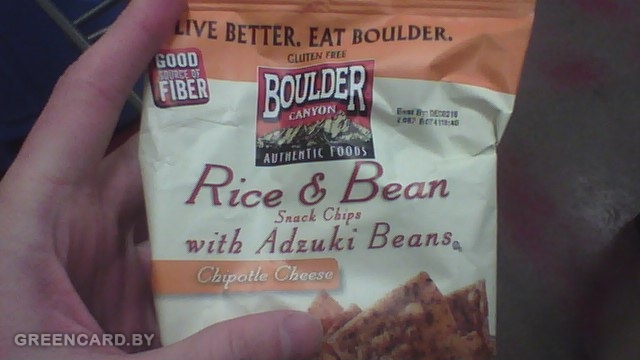 LIVE BETTER. EAT BOULDER.
GLUTEN FREE
GOOD
SOURCE OF
FIBER
BOULDER
CANYON
AUTHENTIC FOODS
Rice & Bean
Snack Chips
with Adzuki Beans
Chipotle Cheese
GREENCARD.BY